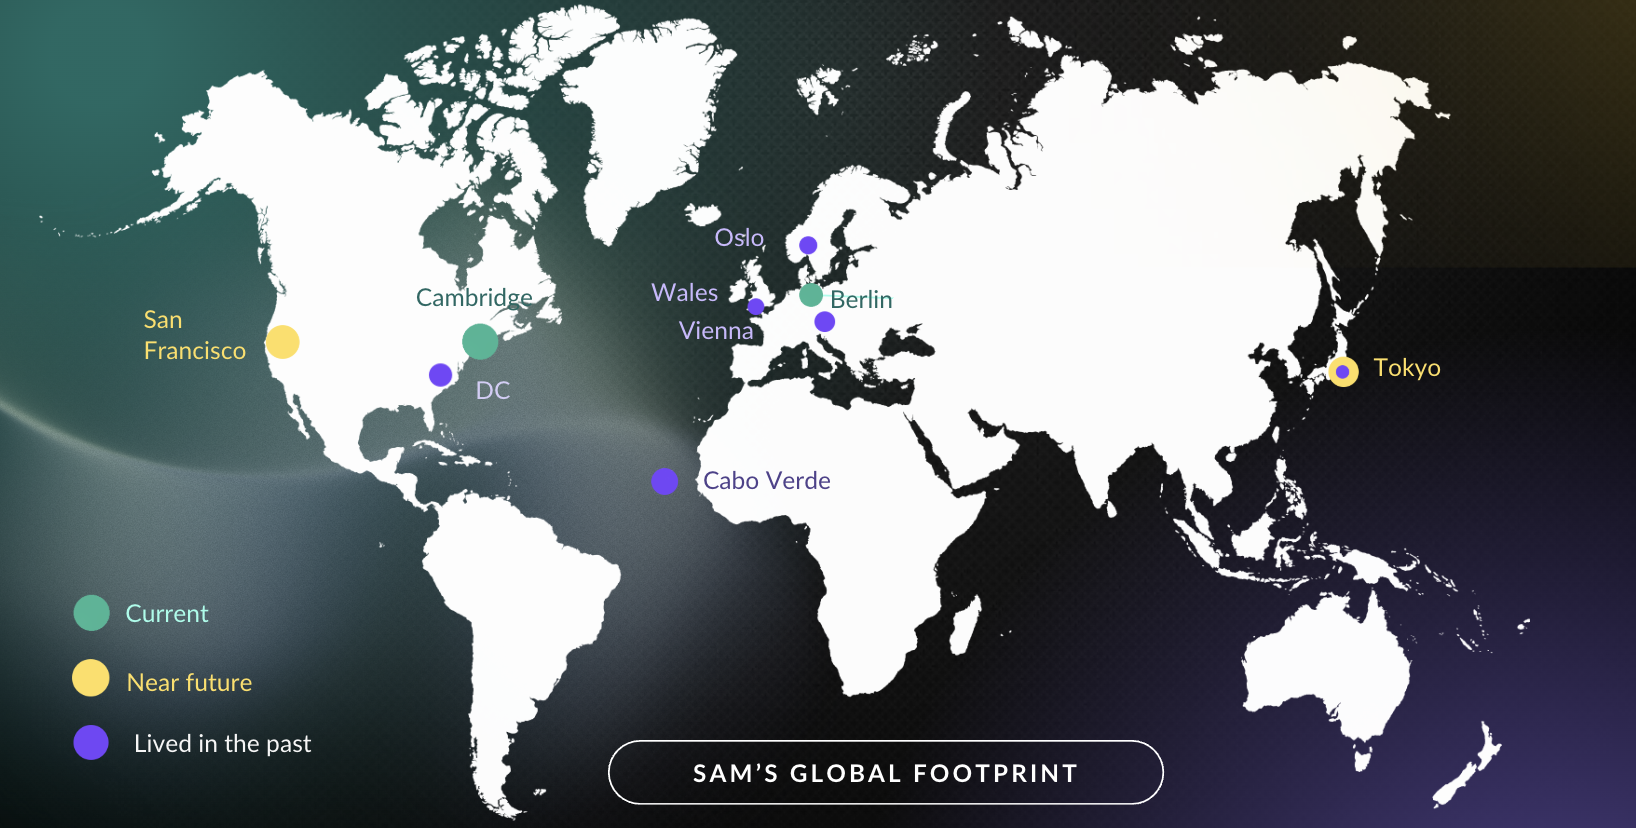 Oslo
Wales
Cambridge
Berlin
San
Francisco
Vienna
Tokyo
DC
Cabo Verde
Current
Near future
Lived in the past
SAM'S GLOBAL FOOTPRINT